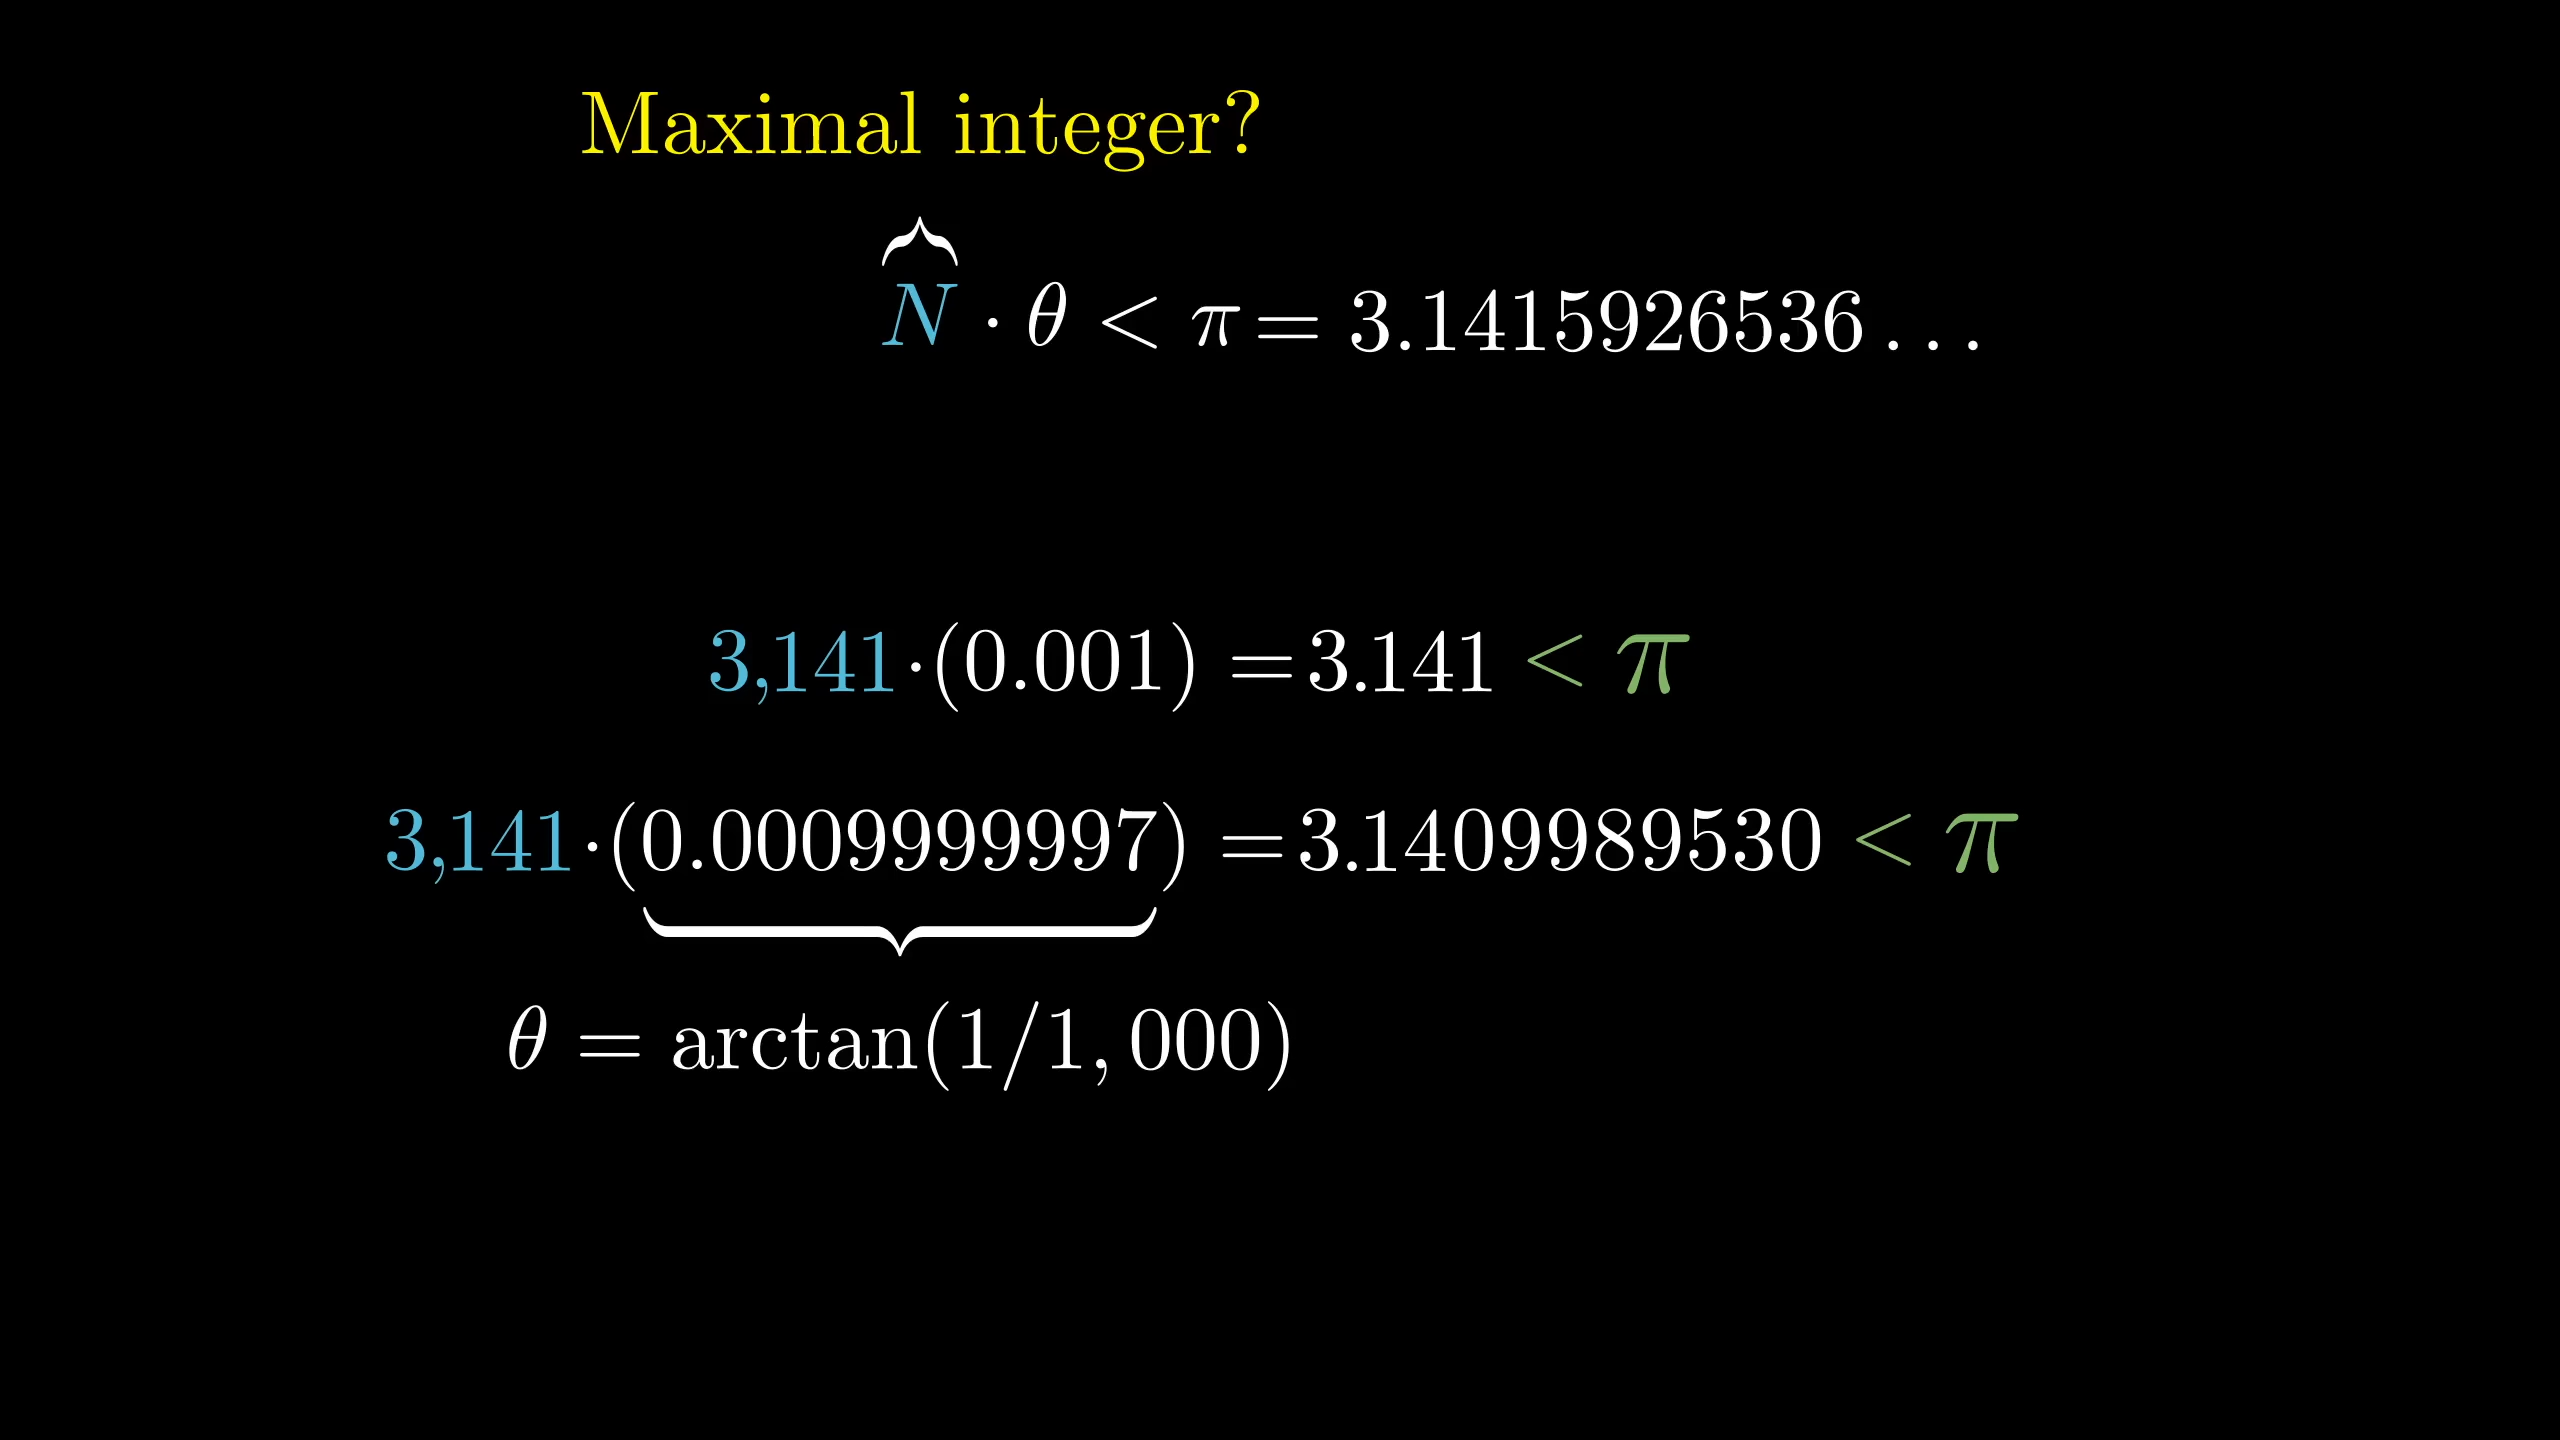 Maximal integer?
N · θ < π = 3.1415926536...
3,141·(0.001) = 3.141 < π
3,141·(0.0009999997) = 3.1409989530 < π
θ = arctan(1/1,000)